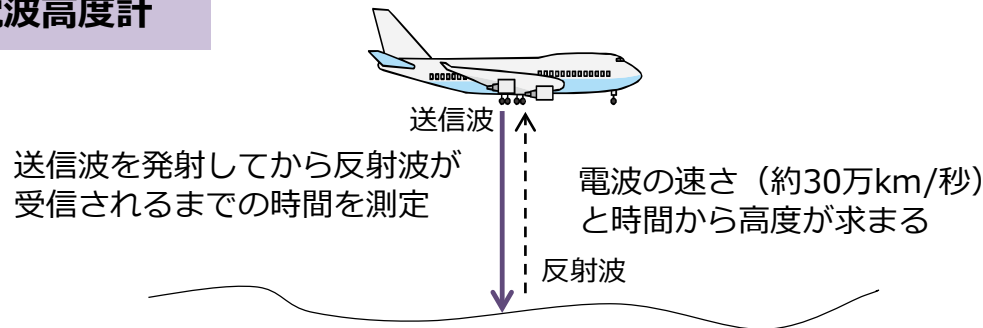 波高度計
送信波
送信波を発射してから反射波が
受信されるまでの時間を測定
電波の速さ（約30万km/秒）
と時間から高度が求まる
反射波